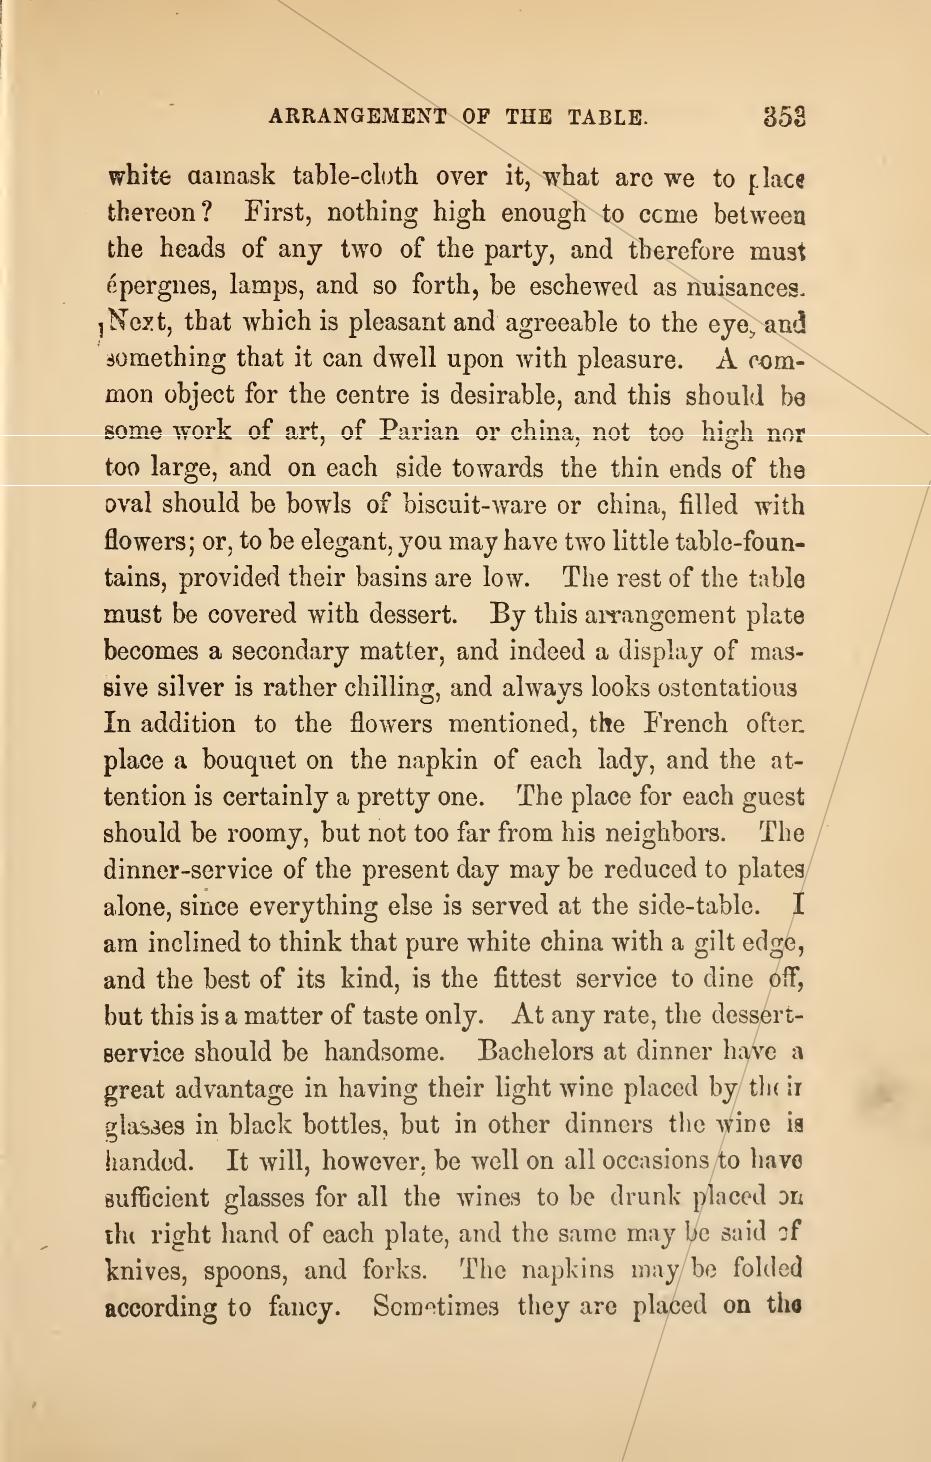 ARRANGEMENT OF THE TABLE. 353
white damask table-cloth over it, what are we to place
thereon? First, nothing high enough to come between
the heads of any two of the party, and therefore must
épergnes, lamps, and so forth, be eschewed as nuisances.
Next, that which is pleasant and agreeable to the eye, and
something that it can dwell upon with pleasure. A com-
mon object for the centre is desirable, and this should be
some work of art, of Parian or china, not too high nor
too large, and on each side towards the thin ends of the
oval should be bowls of biscuit-ware or china, filled with
flowers; or, to be elegant, you may have two little table-foun-
tains, provided their basins are low. The rest of the table
must be covered with dessert. By this arrangement plate
becomes a secondary matter, and indeed a display of mas-
sive silver is rather chilling, and always looks ostentatious
In addition to the flowers mentioned, the French often
place a bouquet on the napkin of each lady, and the at-
tention is certainly a pretty one. The place for each guest
should be roomy, but not too far from his neighbors. The
dinner-service of the present day may be reduced to plates
alone, since everything else is served at the side-table. I
am inclined to think that pure white china with a gilt edge,
and the best of its kind, is the fittest service to dine off,
but this is a matter of taste only. At any rate, the dessert-
service should be handsome. Bachelors at dinner have a
great advantage in having their light wine placed by their
glasses in black bottles, but in other dinners the wine is
handed. It will, however, be well on all occasions to have
sufficient glasses for all the wines to be drunk placed on
the right hand of each plate, and the same may be said of
knives, spoons, and forks. The napkins may be folded
according to fancy. Sometimes they are placed on the